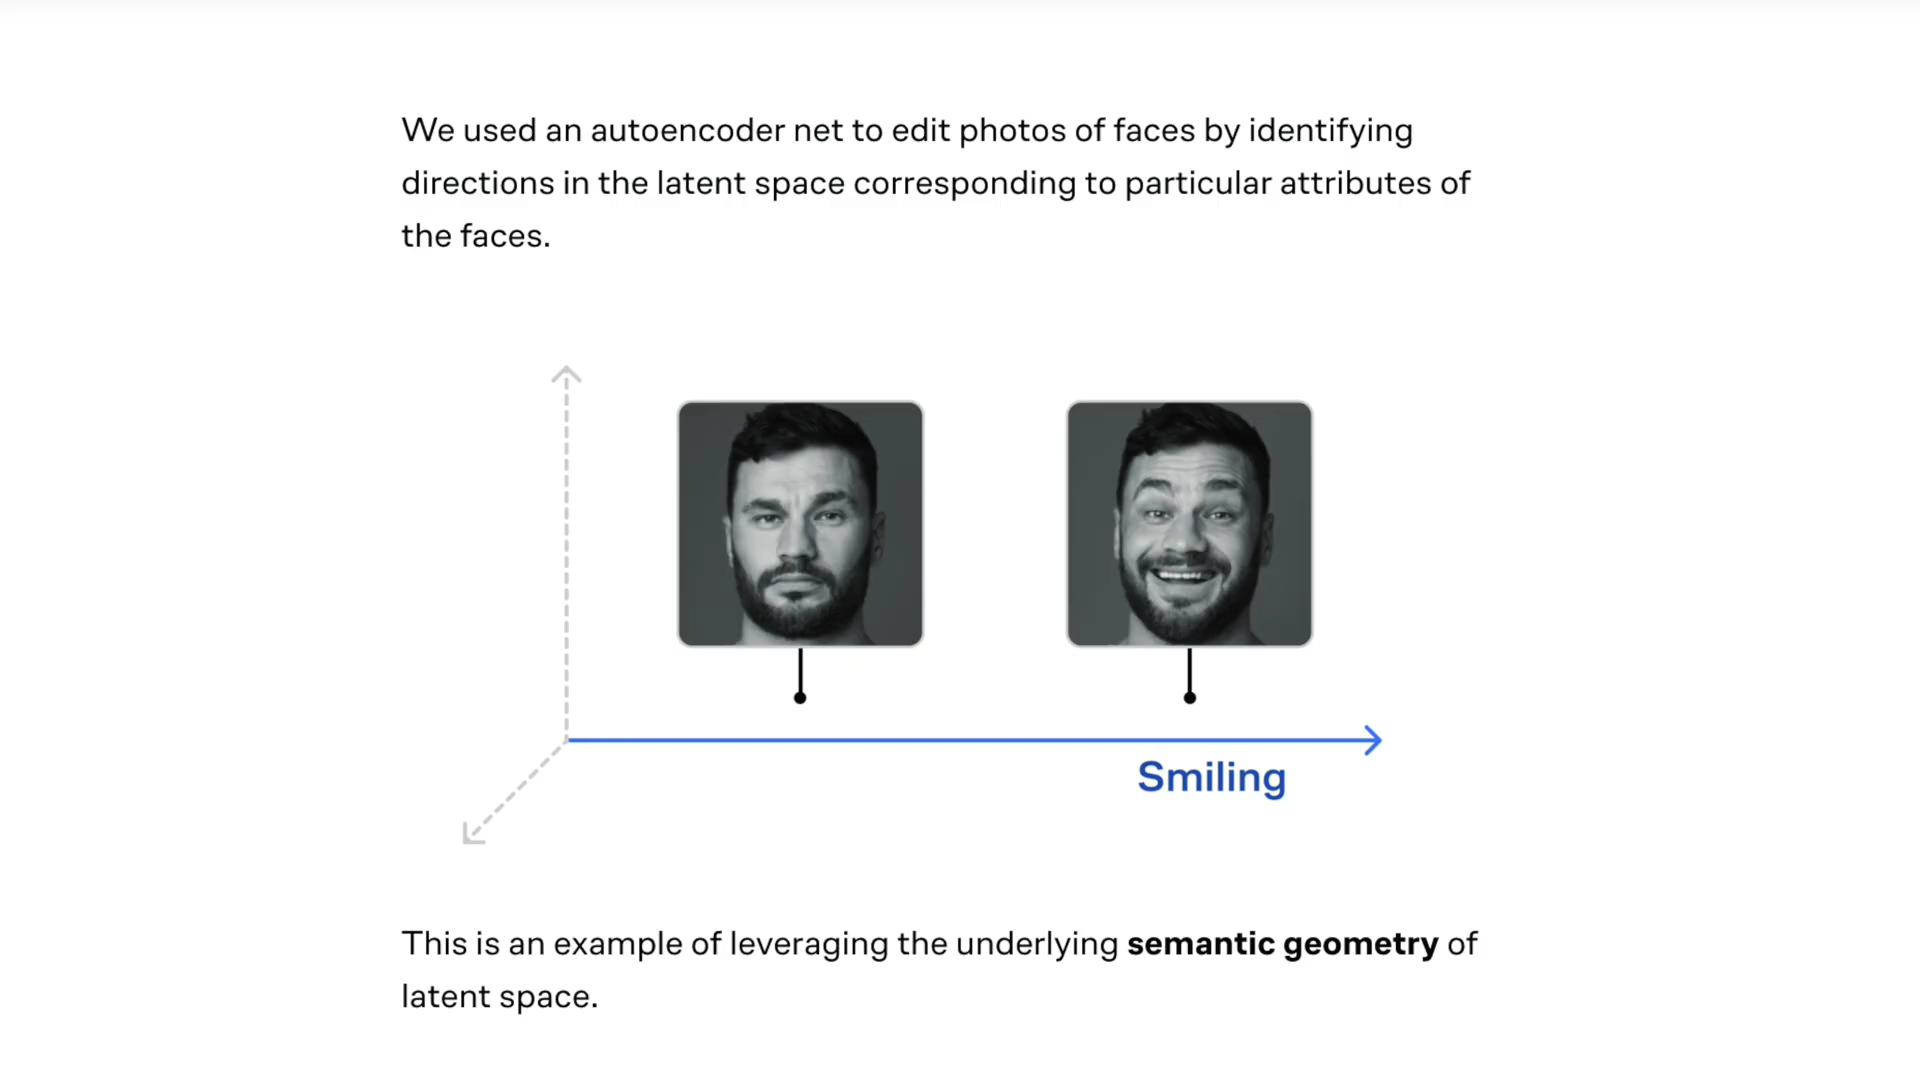 We used an autoencoder net to edit photos of faces by identifying
directions in the latent space corresponding to particular attributes of
the faces.
Smiling
This is an example of leveraging the underlying semantic geometry of
latent space.